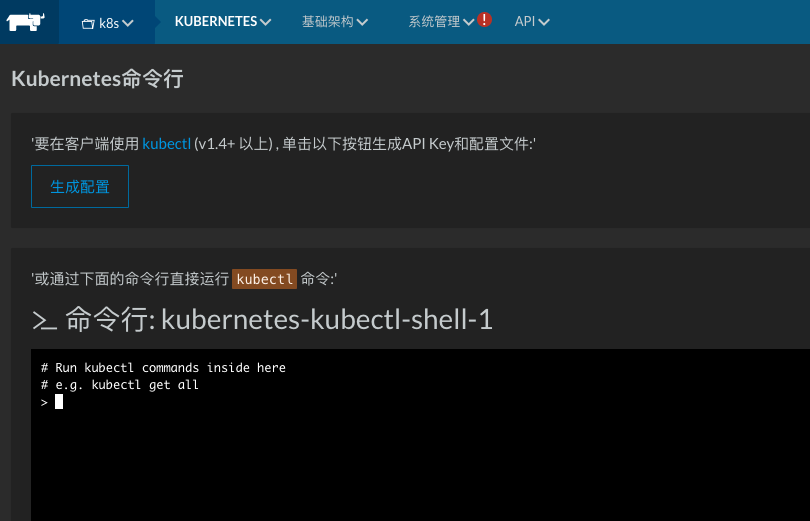 k8s KUBERNETES 基础架构 系统管理 ! API
Kubernetes命令行
'要在客户端使用 kubectl (v1.4+ 以上) , 单击以下按钮生成API Key和配置文件:'
生成配置
'或通过下面的命令行直接运行 kubectl 命令:'
>_ 命令行: kubernetes-kubectl-shell-1
# Run kubectl commands inside here
# e.g. kubectl get all
>